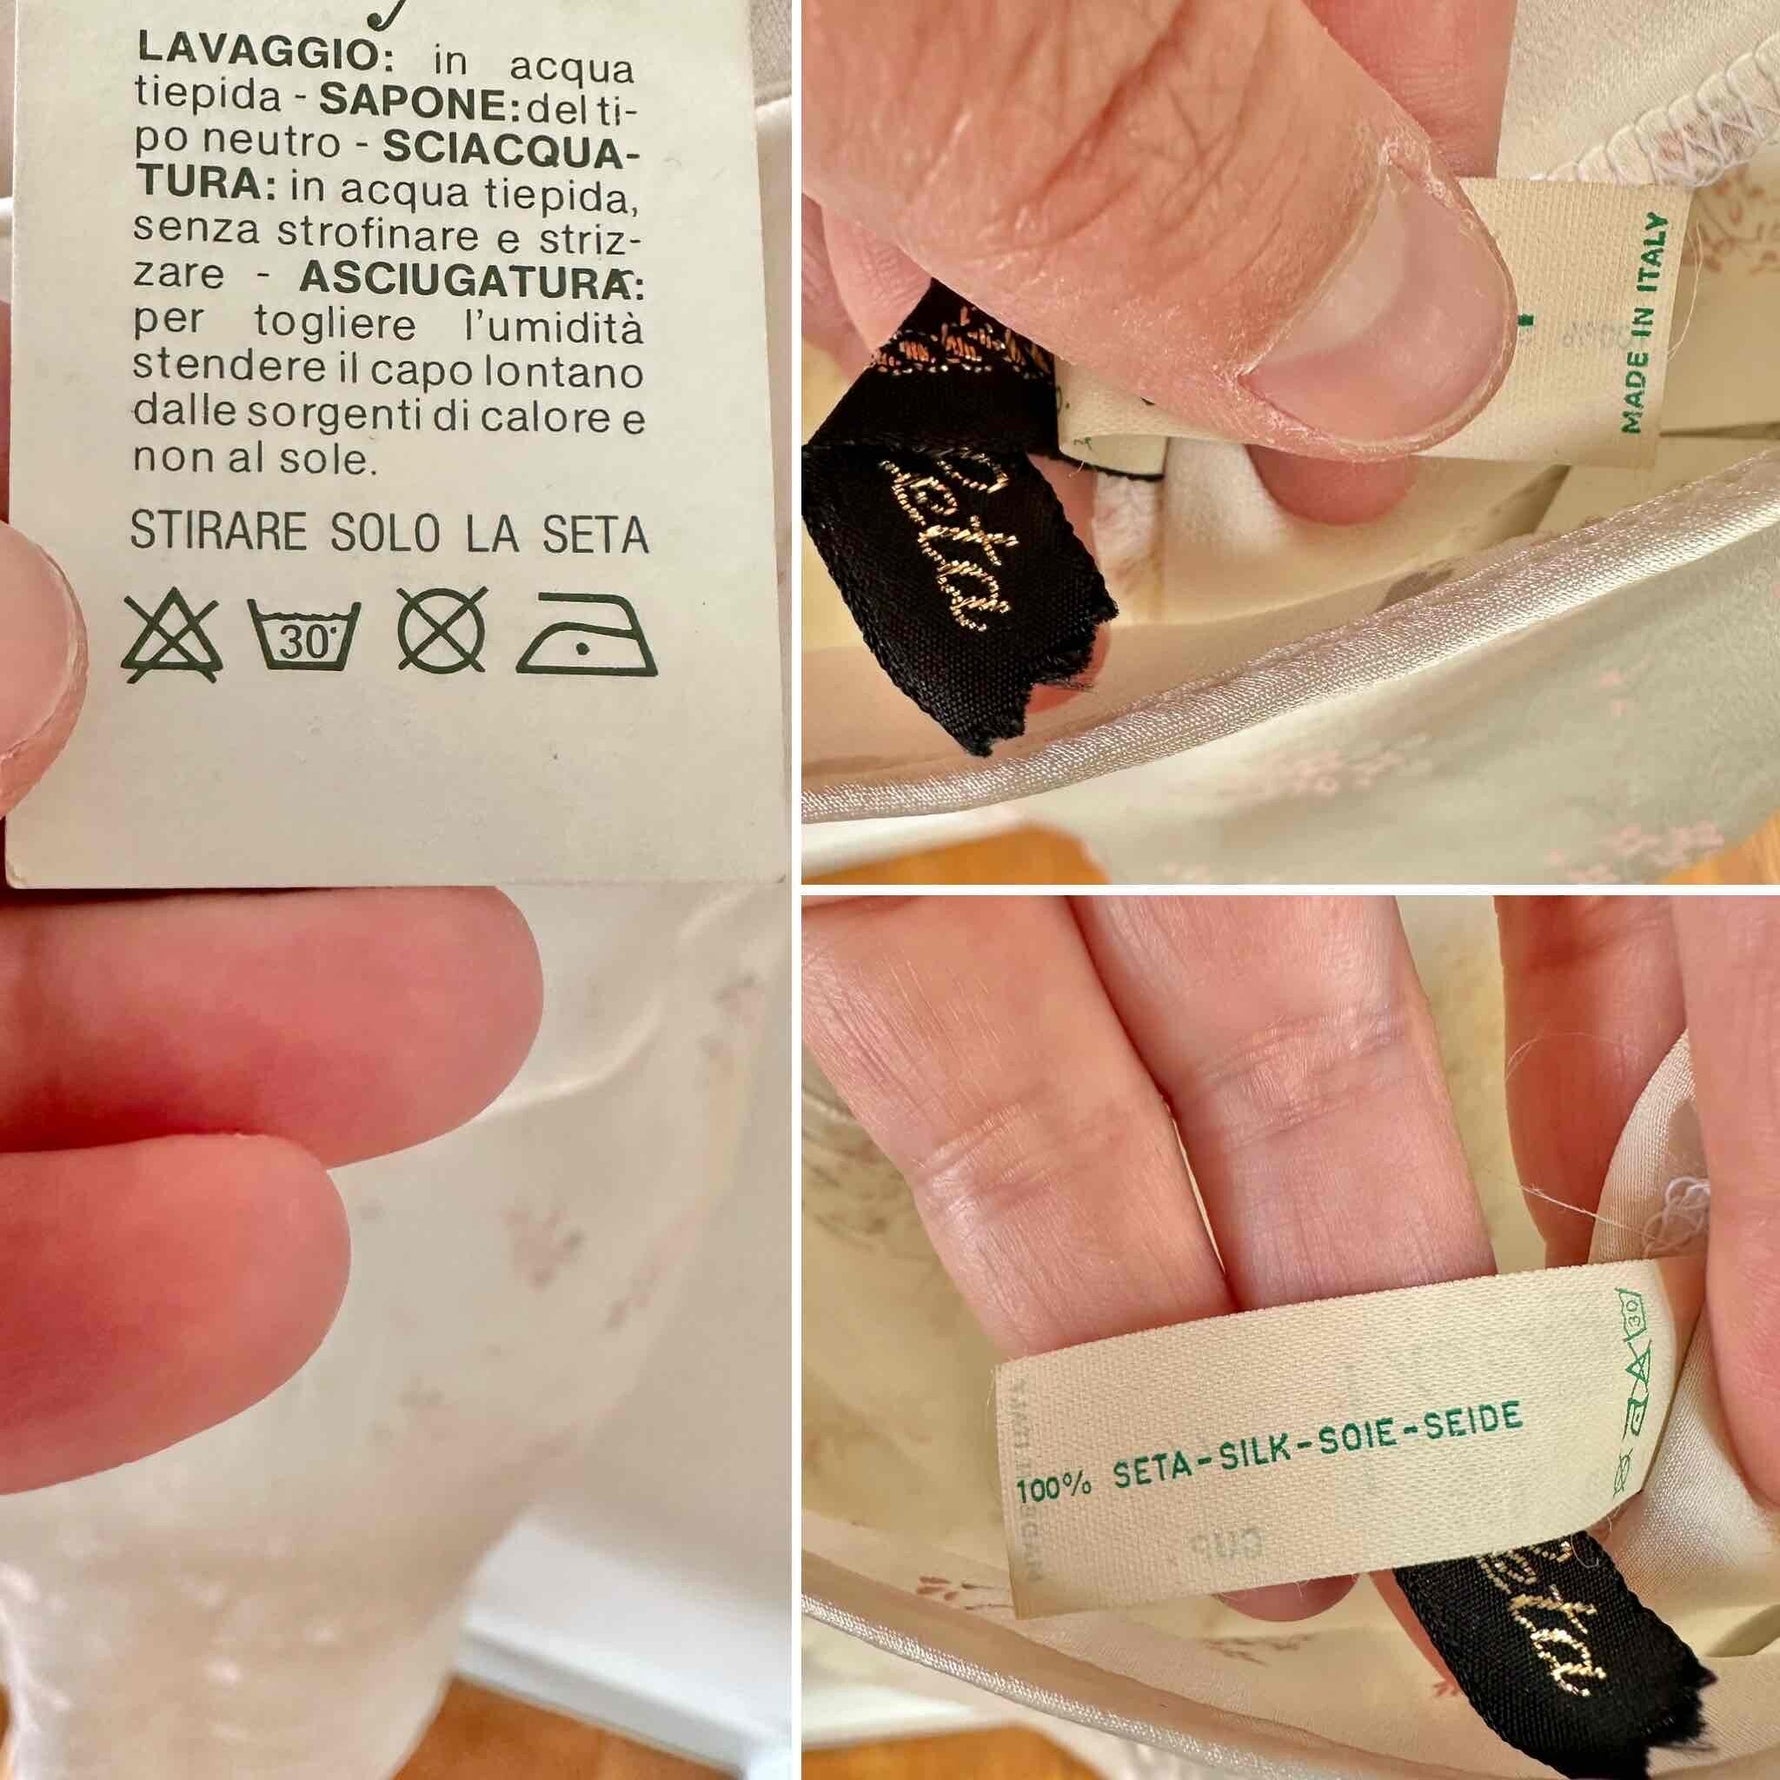 LAVAGGIO: in acqua
tiepida - SAPONE: del ti-
po neutro - SCIACQUA-
TURA: in acqua tiepida,
senza strofinare e striz-
zare - ASCIUGATURA:
per togliere l'umidità
stendere il capo lontano
dalle sorgenti di calore e
non al sole.
STIRARE SOLO LA SETA
30°
MADE IN ITALY
Seta
100% SETA-SILK-SOIE-SEIDE
30
Seta